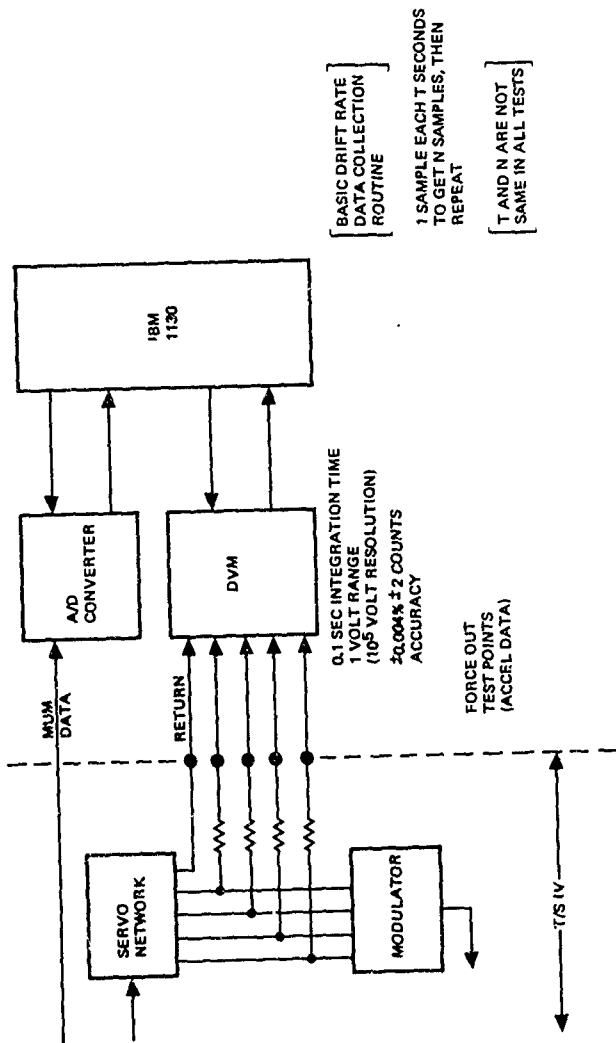 MUM
DATA
A/D
CONVERTER
IBM
1130
SERVO
NETWORK
RETURN
DVM
MODULATOR
0.1 SEC INTEGRATION TIME
1 VOLT RANGE
(10⁵ VOLT RESOLUTION)
±0.004% ± 2 COUNTS
ACCURACY
FORCE OUT
TEST POINTS
(ACCEL DATA)
T/S IV
BASIC DRIFT RATE
DATA COLLECTION
ROUTINE
1 SAMPLE EACH T SECONDS
TO GET N SAMPLES, THEN
REPEAT
T AND N ARE NOT
SAME IN ALL TESTS